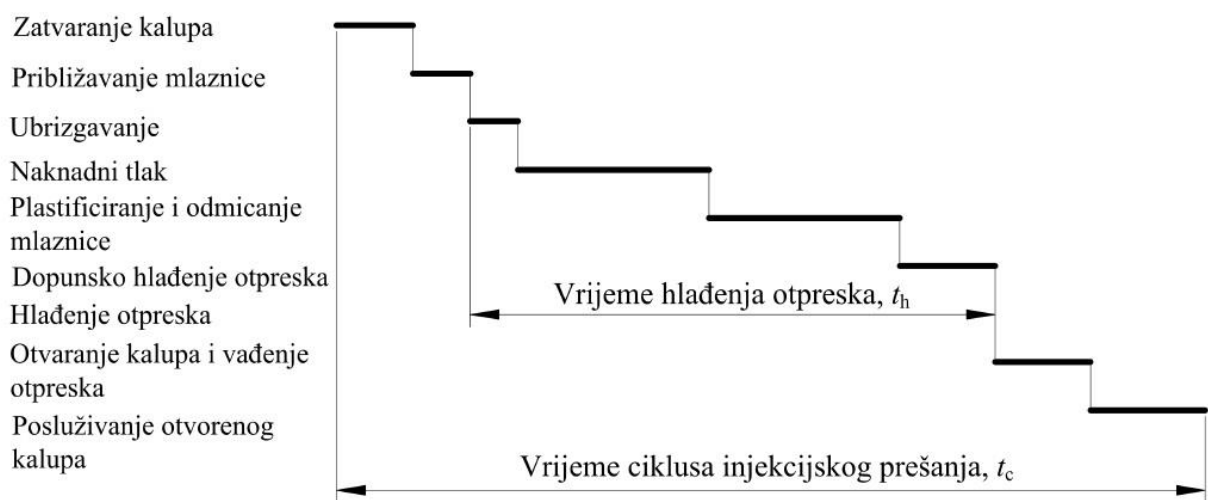 Zatvaranje kalupa
Približavanje mlaznice
Ubrizgavanje
Naknadni tlak
Plastificiranje i odmicanje
mlaznice
Dopunsko hlađenje otpreska
Hlađenje otpreska
Otvaranje kalupa i vađenje
otpreska
Posluživanje otvorenog
kalupa
Vrijeme hlađenja otpreska, th
Vrijeme ciklusa injekcijskog prešanja, tc